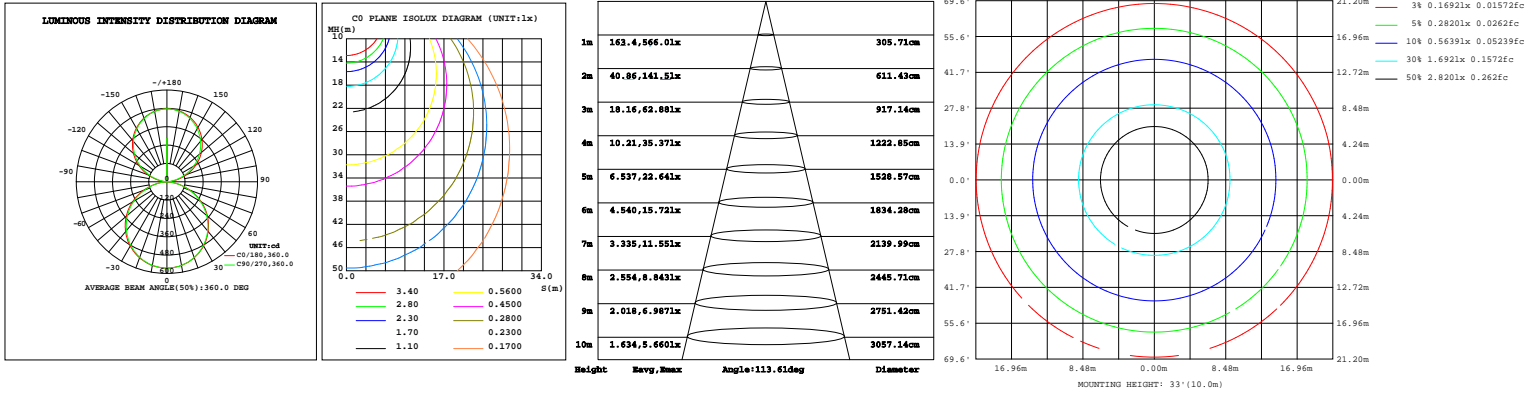 LUMINOUS INTENSITY DISTRIBUTION DIAGRAM
-/+180
-150 150
-120 120
-90 90
-60 60
-30 30
0
0
120
240
360
480
600
UNIT:cd
C0/180,360.0
C90/270,360.0
AVERAGE BEAM ANGLE(50%):360.0 DEG
C0 PLANE ISOLUX DIAGRAM (UNIT:lx)
MH(m)
10
14
18
22
26
30
34
38
42
46
50
0.0 17.0 34.0
S(m)
3.40 0.5600
2.80 0.4500
2.30 0.2800
1.70 0.2300
1.10 0.1700
1m 163.4,566.0lx 305.71cm
2m 40.86,141.5lx 611.43cm
3m 18.16,62.88lx 917.14cm
4m 10.21,35.37lx 1222.85cm
5m 6.537,22.64lx 1528.57cm
6m 4.540,15.72lx 1834.28cm
7m 3.335,11.55lx 2139.99cm
8m 2.554,8.843lx 2445.71cm
9m 2.018,6.987lx 2751.42cm
10m 1.634,5.660lx 3057.14cm
Height Eavg,Emax Angle:113.61deg Diameter
69.6' 21.20m
55.6' 16.96m
41.7' 12.72m
27.8' 8.48m
13.9' 4.24m
0.0' 0.00m
13.9' 4.24m
27.8' 8.48m
41.7' 12.72m
55.6' 16.96m
69.6' 21.20m
16.96m 8.48m 0.00m 8.48m 16.96m
MOUNTING HEIGHT: 33'(10.0m)
3% 0.1692lx 0.01572fc
5% 0.2820lx 0.0262fc
10% 0.5639lx 0.05239fc
30% 1.692lx 0.1572fc
50% 2.820lx 0.262fc